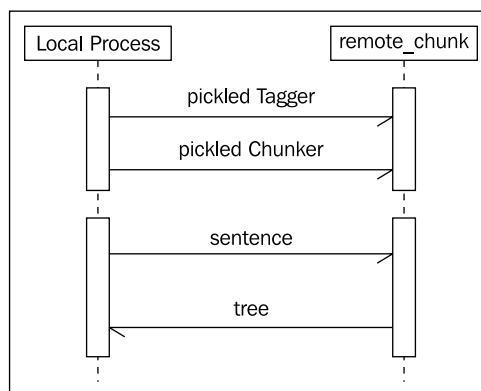 Local Process
remote_chunk
pickled Tagger
pickled Chunker
sentence
tree